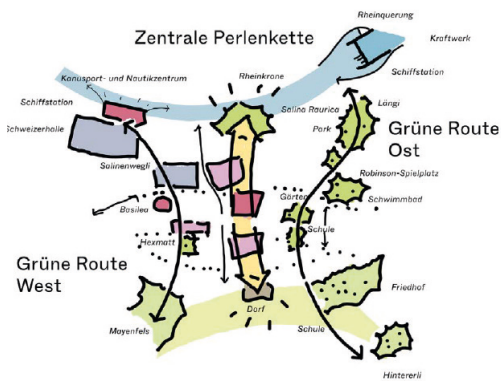 Rheinquerung
Zentrale Perlenkette
Kraftwerk
Kanusport- und Nautikzentrum
Rheinkrone
Schiffstation
Schiffstation
Salina Raurica
Längi
Park
Grüne Route
Ost
Schweizerhalle
Salinenwegli
Robinson-Spielplatz
Gärten
Schwimmbad
Basilea
Schule
Hexmatt
Grüne Route
West
Friedhof
Dorf
Mayenfels
Schule
Hintererli